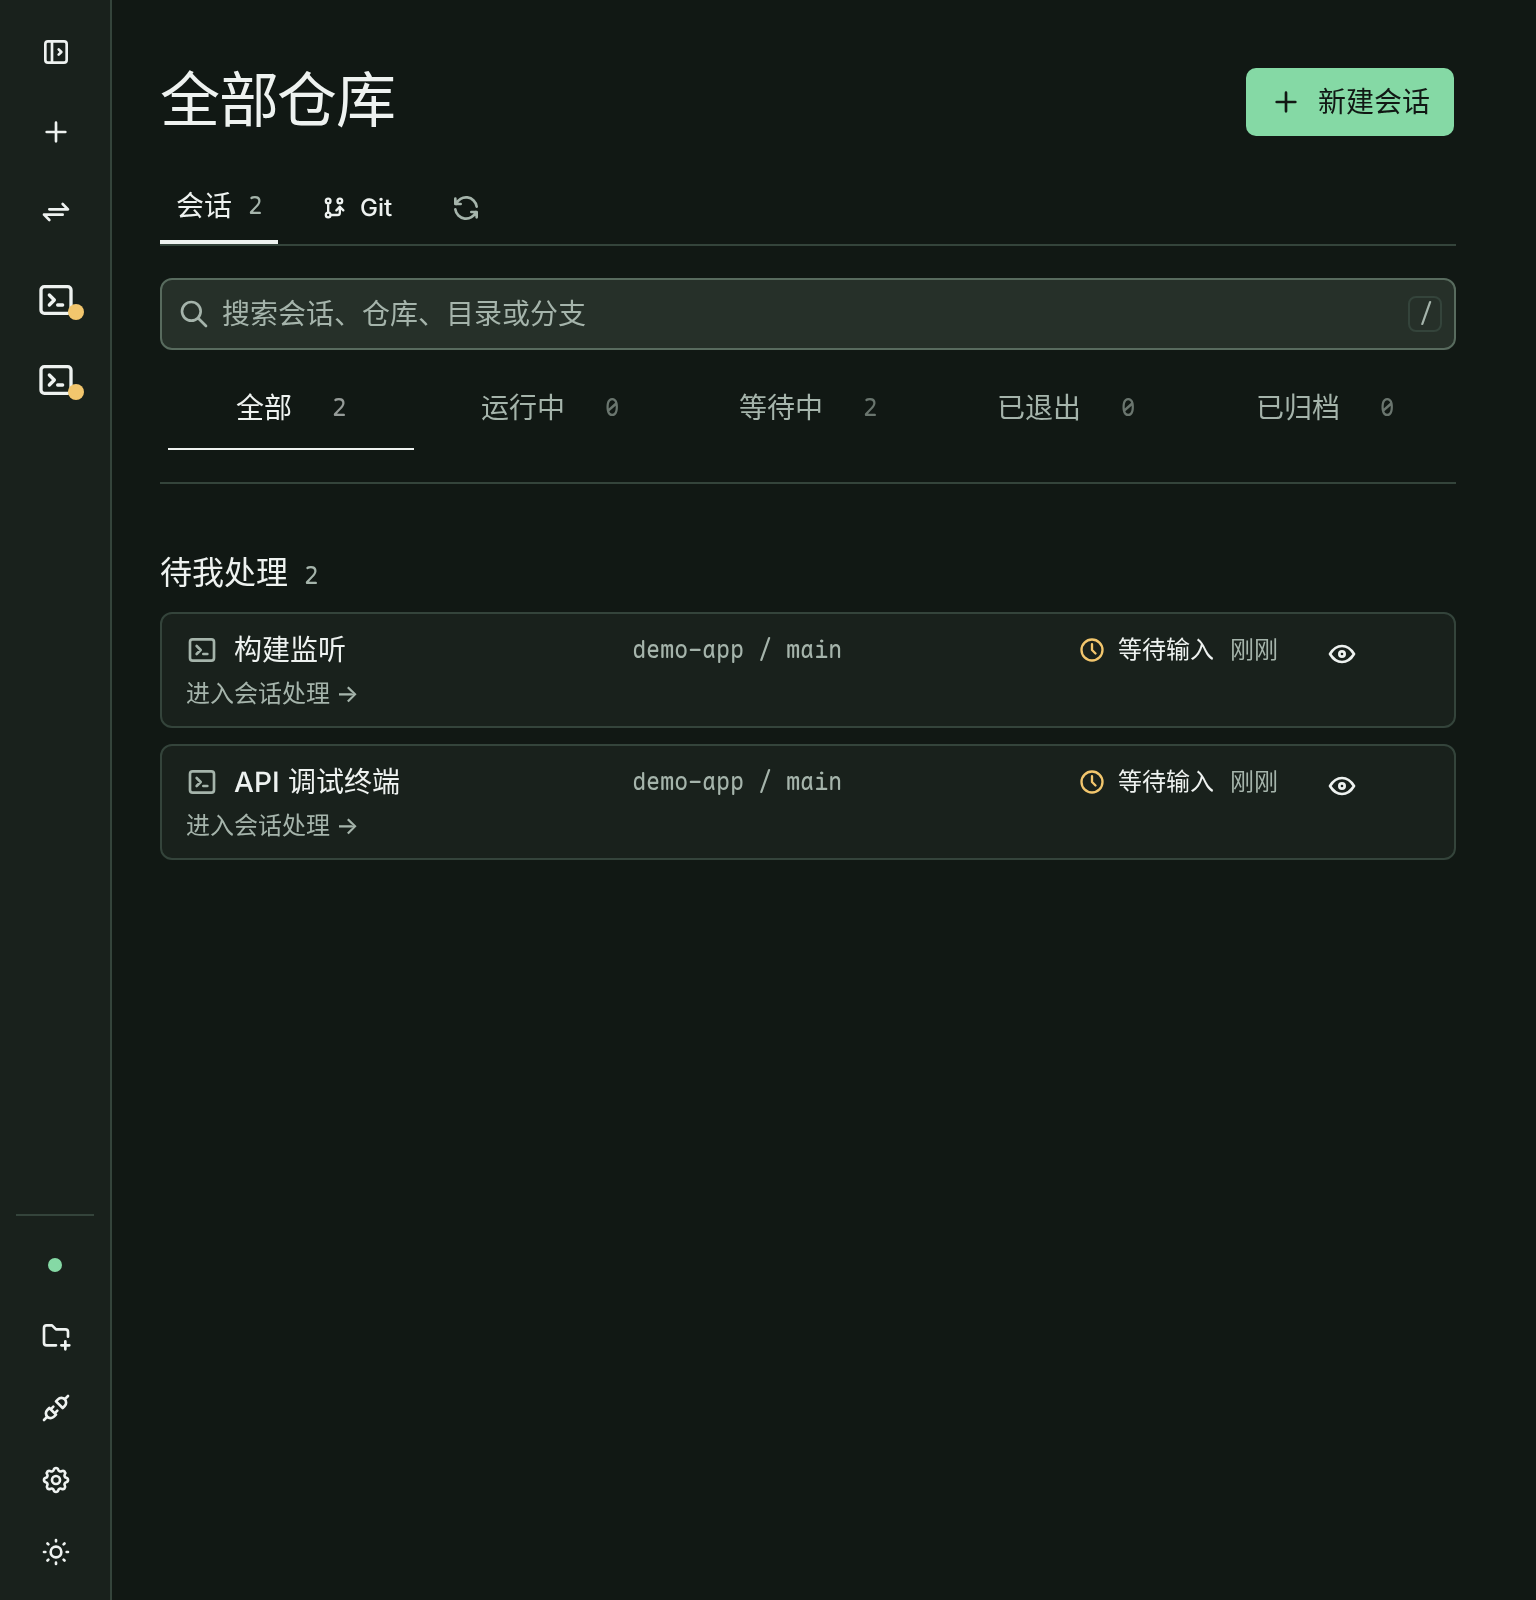 全部仓库
新建会话
会话 2 Git
搜索会话、仓库、目录或分支 /
全部 2 运行中 0 等待中 2 已退出 0 已归档 0
待我处理 2
构建监听 demo-app / main 等待输入 刚刚
进入会话处理 →
API 调试终端 demo-app / main 等待输入 刚刚
进入会话处理 →